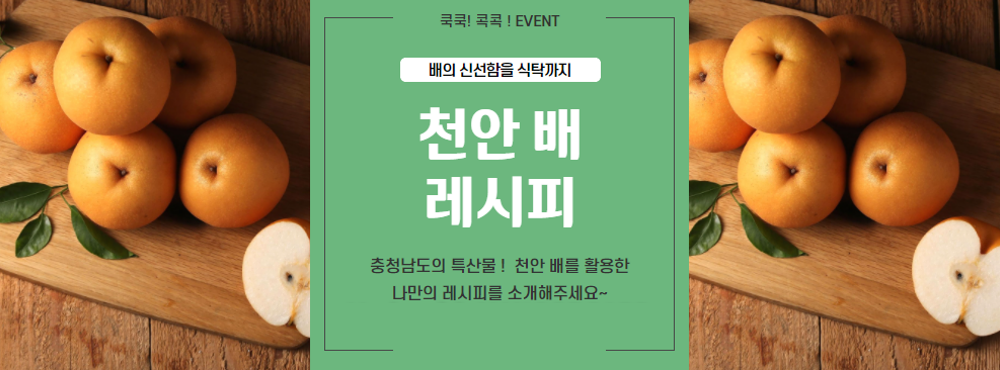 쿡쿡! 콕콕 ! EVENT
배의 신선함을 식탁까지
천안 배
레시피
충청남도의 특산물 ! 천안 배를 활용한
나만의 레시피를 소개해주세요~